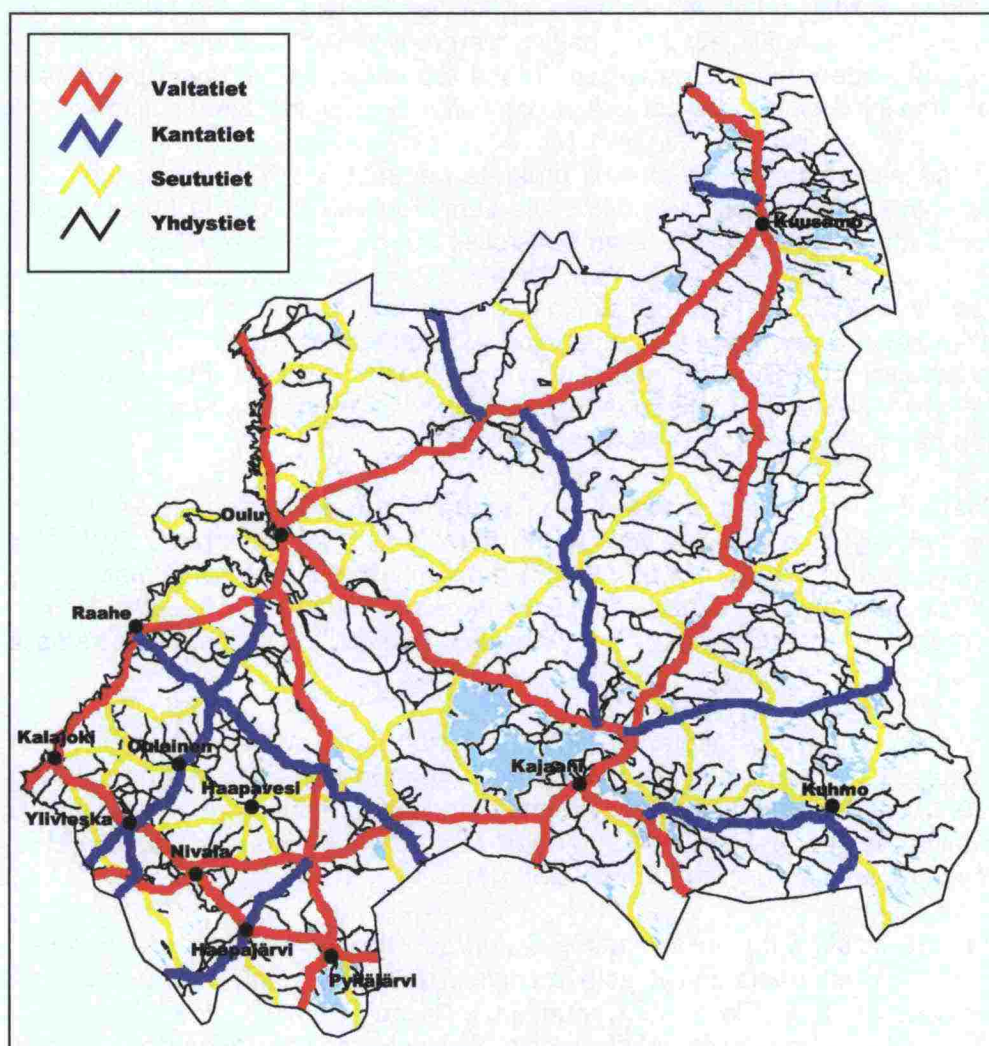 Valtatiet
Kantatiet
Seututiet
Yhdystiet
Kuusamo
Oulu
Raahe
Kalajoki
Oulainen
Kajaani
Haapavesi
Kuhmo
Ylivieska
Nivala
Haapajärvi
Pyhäjärvi